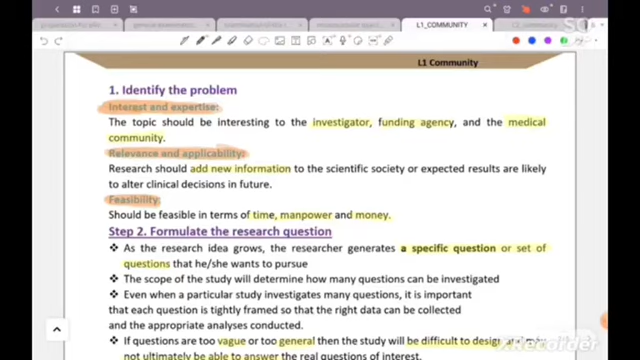 L1_COMMUNITY
L1 Community
1. Identify the problem
Interest and expertise:
The topic should be interesting to the investigator, funding agency, and the medical
community.
Relevance and applicability:
Research should add new information to the scientific society or expected results are likely
to alter clinical decisions in future.
Feasibility
Should be feasible in terms of time, manpower and money.
Step 2. Formulate the research question
❖ As the research idea grows, the researcher generates a specific question or set of
questions that he/she wants to pursue
❖ The scope of the study will determine how many questions can be investigated
❖ Even when a particular study investigates many questions, it is important
that each question is tightly framed so that the right data can be collected
and the appropriate analyses conducted.
❖ If questions are too vague or too general then the study will be difficult to design and may
not ultimately be able to answer the real questions of interest.